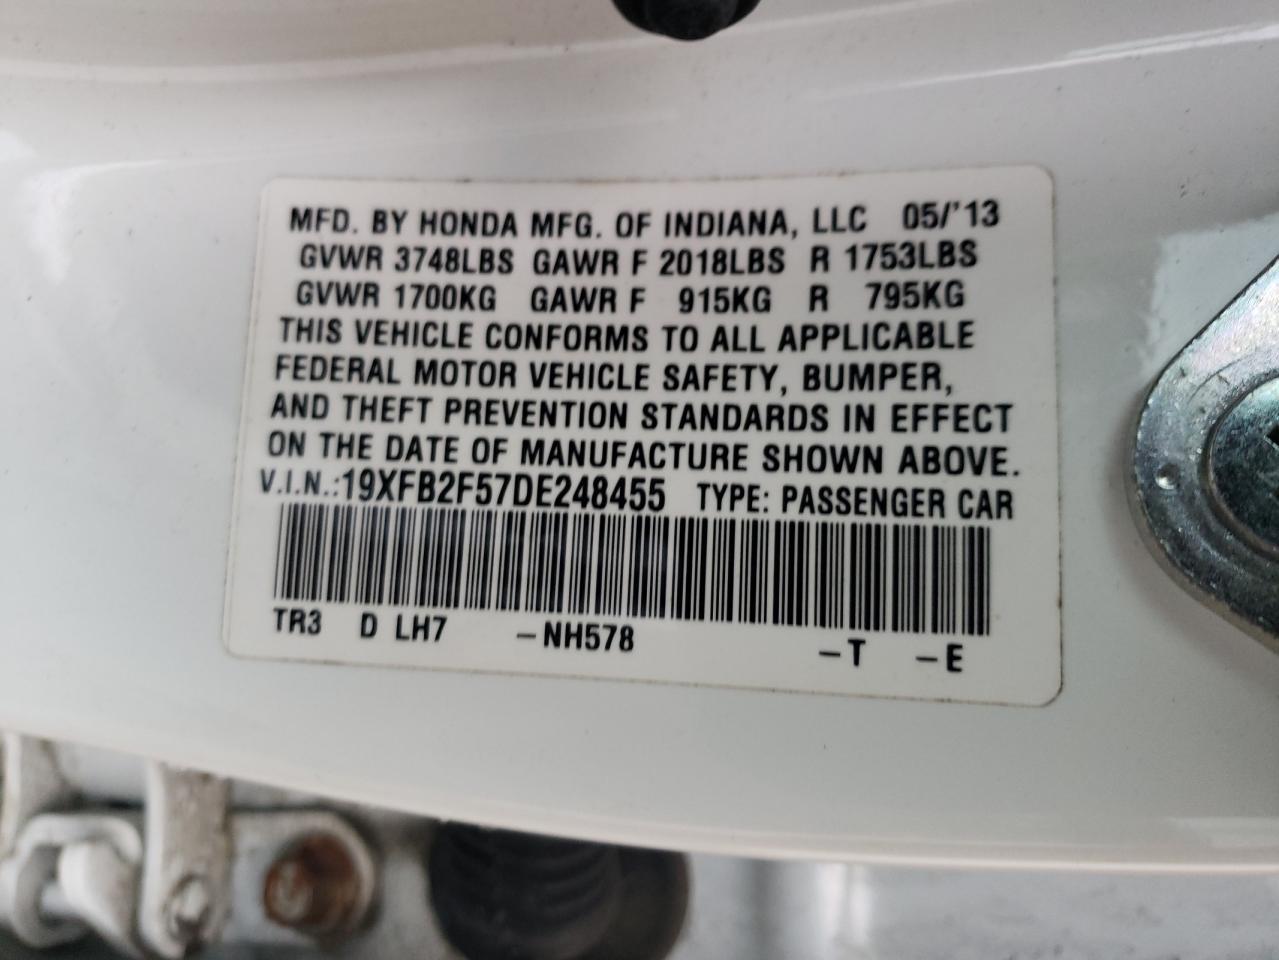 MFD. BY HONDA MFG. OF INDIANA, LLC 05/'13
GVWR 3748LBS GAWR F 2018LBS R 1753LBS
GVWR 1700KG GAWR F 915KG R 795KG
THIS VEHICLE CONFORMS TO ALL APPLICABLE
FEDERAL MOTOR VEHICLE SAFETY, BUMPER,
AND THEFT PREVENTION STANDARDS IN EFFECT
ON THE DATE OF MANUFACTURE SHOWN ABOVE.
V.I.N.:19XFB2F57DE248455 TYPE: PASSENGER CAR
TR3 D LH7 -NH578 -T -E